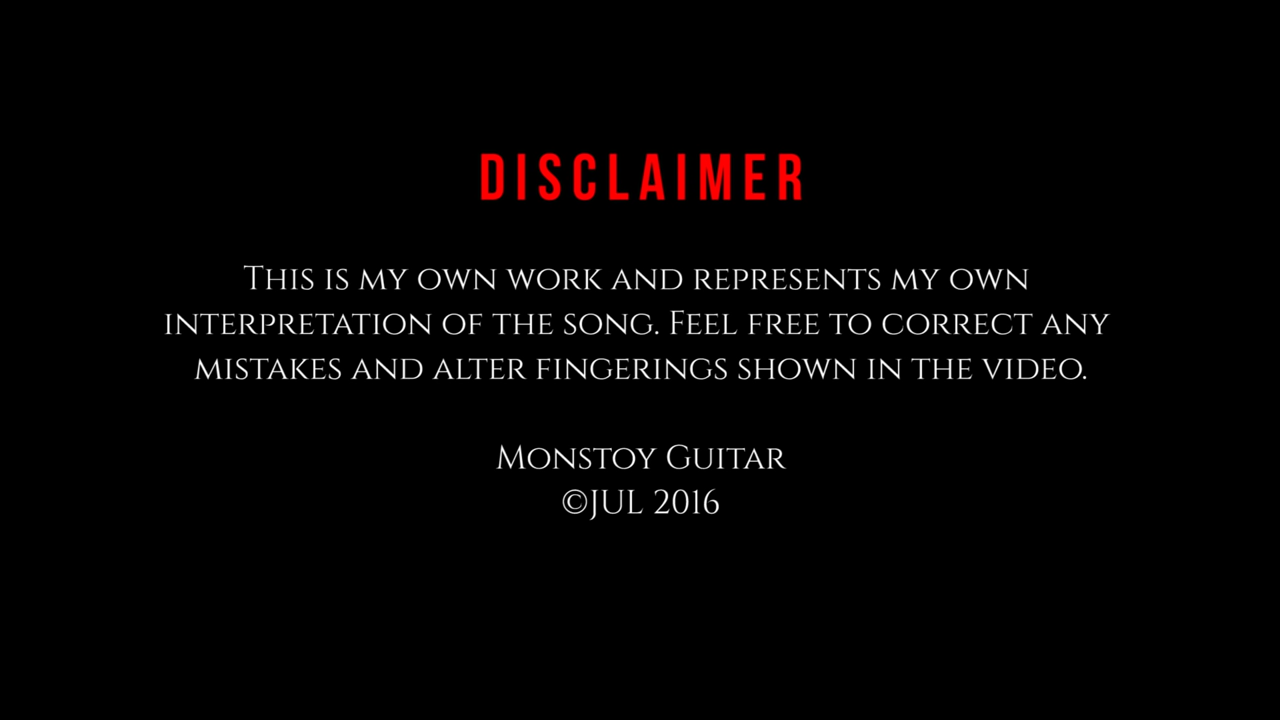 DISCLAIMER
This is my own work and represents my own
interpretation of the song. Feel free to correct any
mistakes and alter fingerings shown in the video.
Monstoy Guitar
©JUL 2016